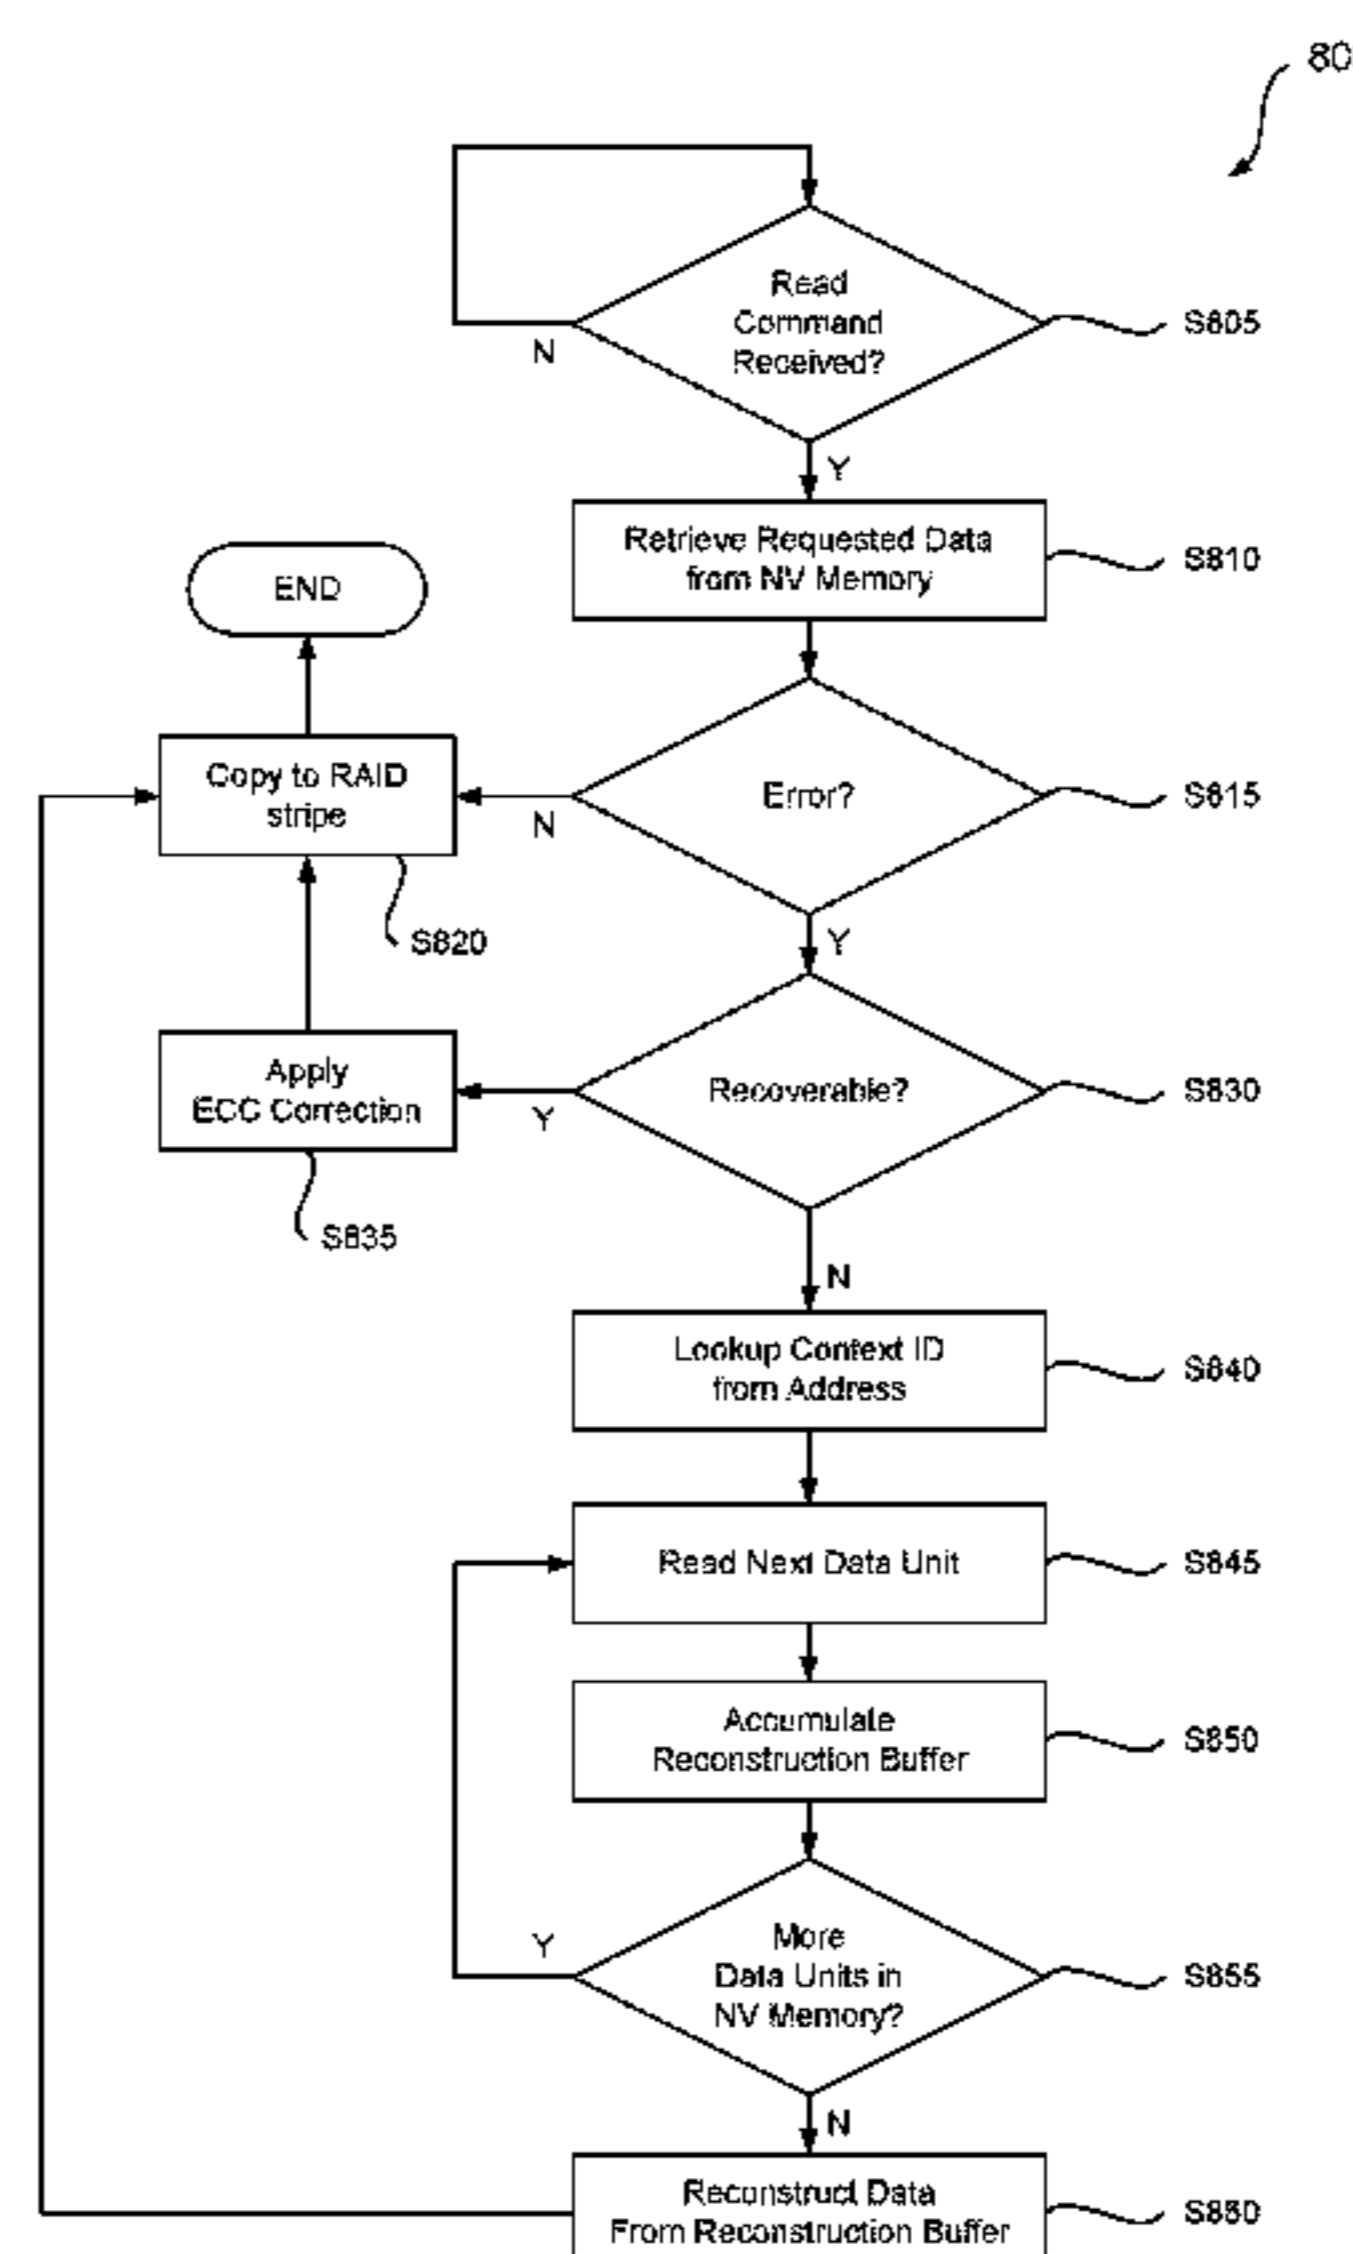 80
Read
Command
Received?
S805
N
Y
Retrieve Requested Data
from NV Memory
S810
END
Copy to RAID
stripe
Error?
S815
N
S820
Y
Apply
ECC Correction
Recoverable?
S830
Y
S835
N
Lookup Context ID
from Address
S840
Read Next Data Unit
S845
Accumulate
Reconstruction Buffer
S850
Y
More
Data Units in
NV Memory?
S855
N
Reconstruct Data
From Reconstruction Buffer